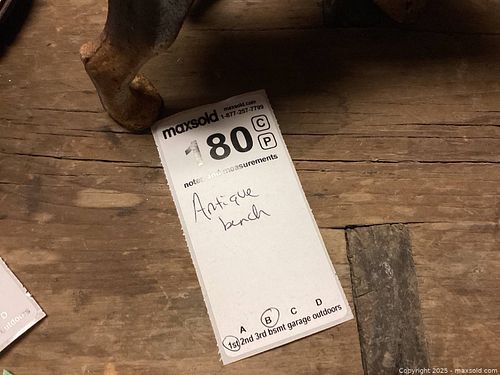 maxsold maxsold.com
1-877-257-7799
180 C
P
notes and measurements
Antique
bench
A B C D
1st 2nd 3rd bsmt garage outdoors
D
outdoors
Copyright 2025 - maxsold.com